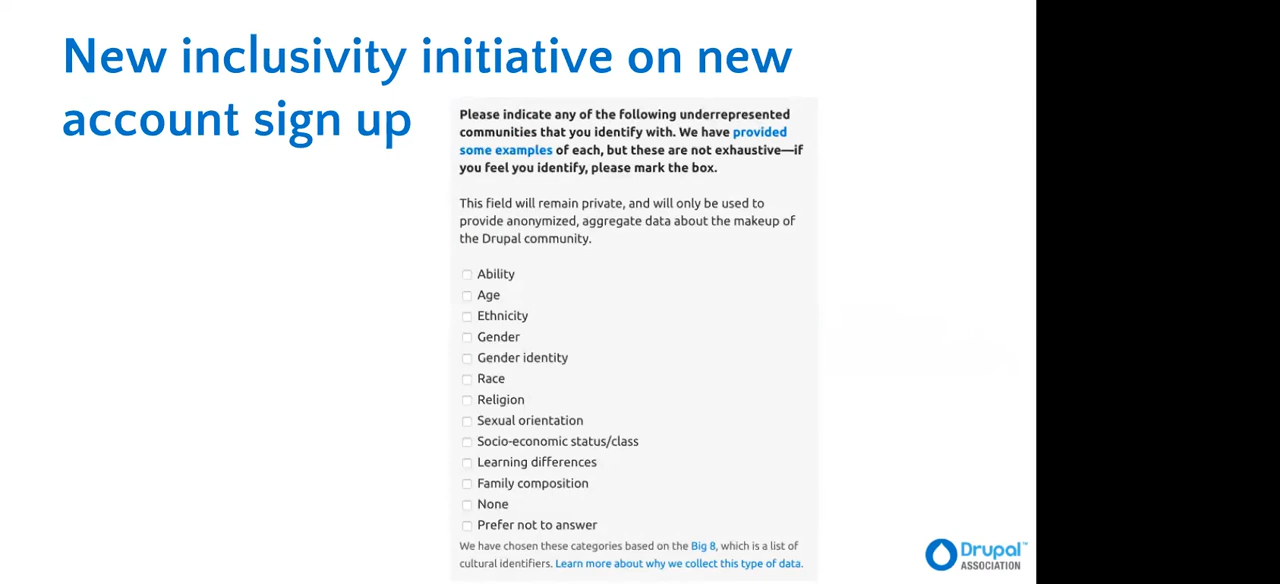 New inclusivity initiative on new
account sign up
Please indicate any of the following underrepresented
communities that you identify with. We have provided
some examples of each, but these are not exhaustive—if
you feel you identify, please mark the box.
This field will remain private, and will only be used to
provide anonymized, aggregate data about the makeup of
the Drupal community.
Ability
Age
Ethnicity
Gender
Gender identity
Race
Religion
Sexual orientation
Socio-economic status/class
Learning differences
Family composition
None
Prefer not to answer
We have chosen these categories based on the Big 8, which is a list of
cultural identifiers. Learn more about why we collect this type of data.
Drupal™
ASSOCIATION